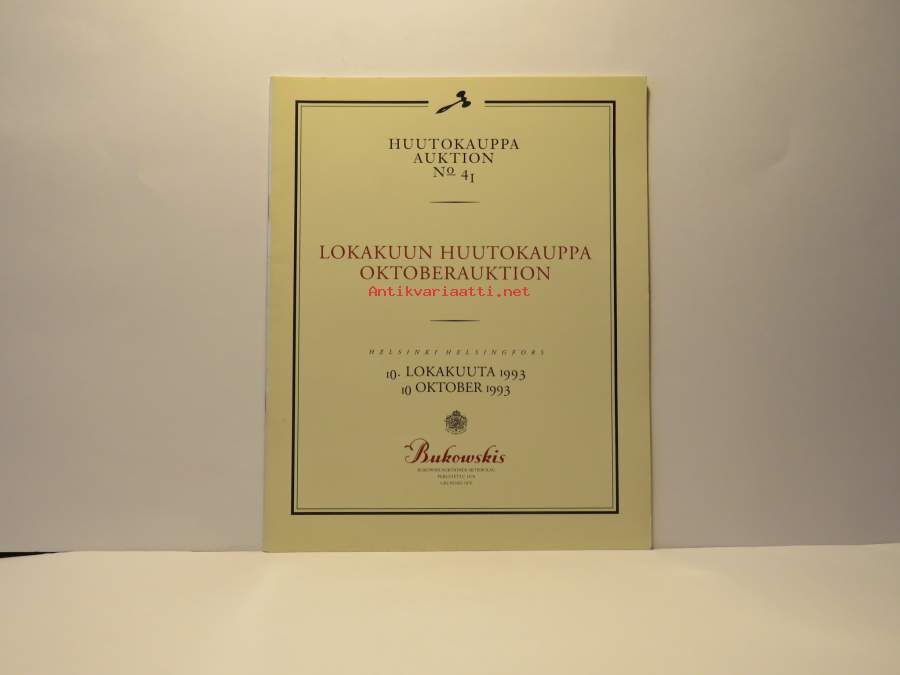 HUUTOKAUPPA
AUKTION
Nº 41
LOKAKUUN HUUTOKAUPPA
OKTOBERAUKTION
Antikvariaatti.net
HELSINKI HELSINGFORS
10. LOKAKUUTA 1993
10 OKTOBER 1993
Bukowskis